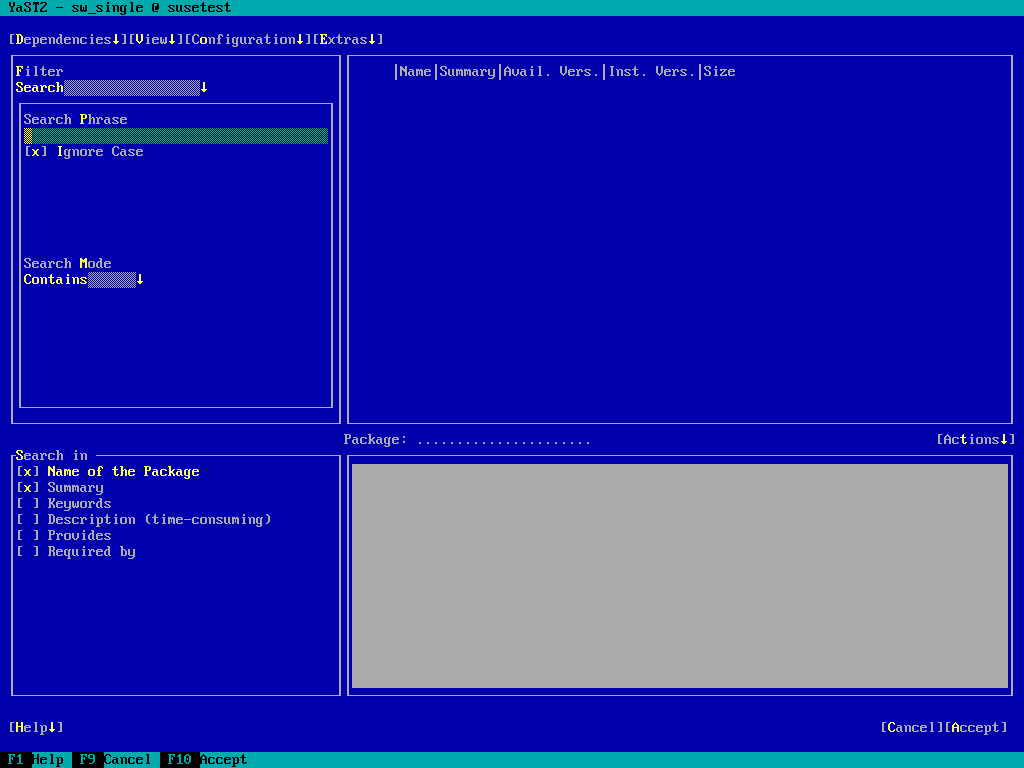 YaST2 - sw_single @ susetest
[Dependencies↓][View↓][Configuration↓][Extras↓]
Filter
Search↓
Search Phrase
[x] Ignore Case
Search Mode
Contains↓
|Name|Summary|Avail. Vers.|Inst. Vers.|Size
Package: ......................
[Actions↓]
Search in
[x] Name of the Package
[x] Summary
[ ] Keywords
[ ] Description (time-consuming)
[ ] Provides
[ ] Required by
[Help↓]
[Cancel][Accept]
F1 Help F9 Cancel F10 Accept